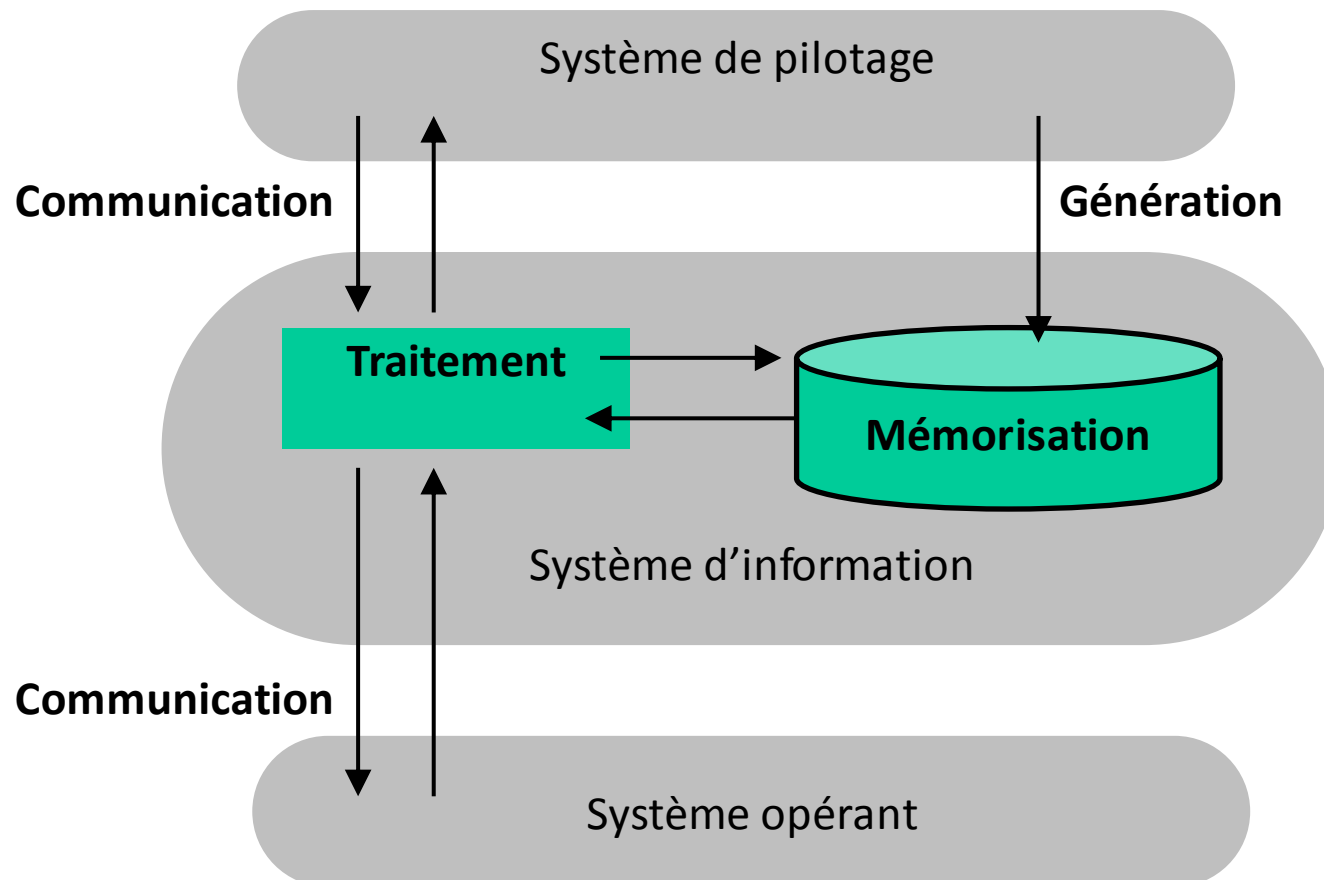 Système de pilotage
Communication
Génération
Traitement
Mémorisation
Système d’information
Communication
Système opérant